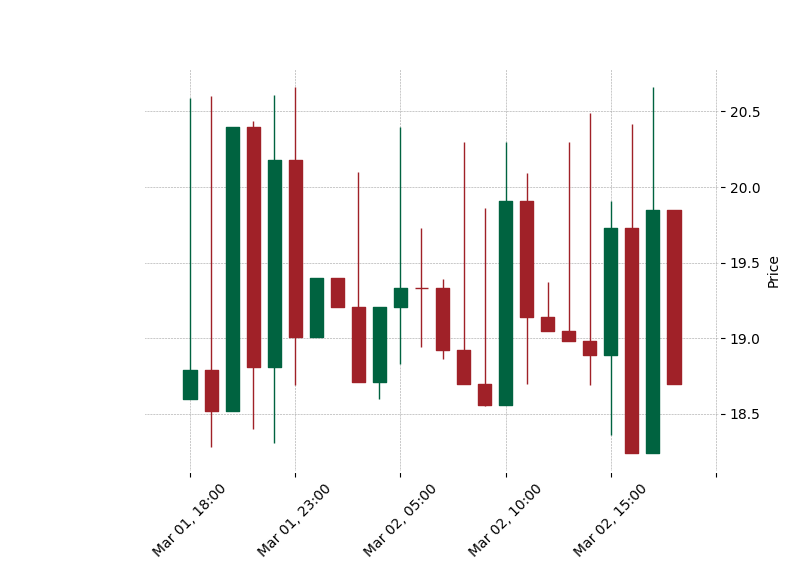 20.5
20.0
19.5
19.0
18.5
Price
Mar 01, 18:00
Mar 01, 23:00
Mar 02, 05:00
Mar 02, 10:00
Mar 02, 15:00